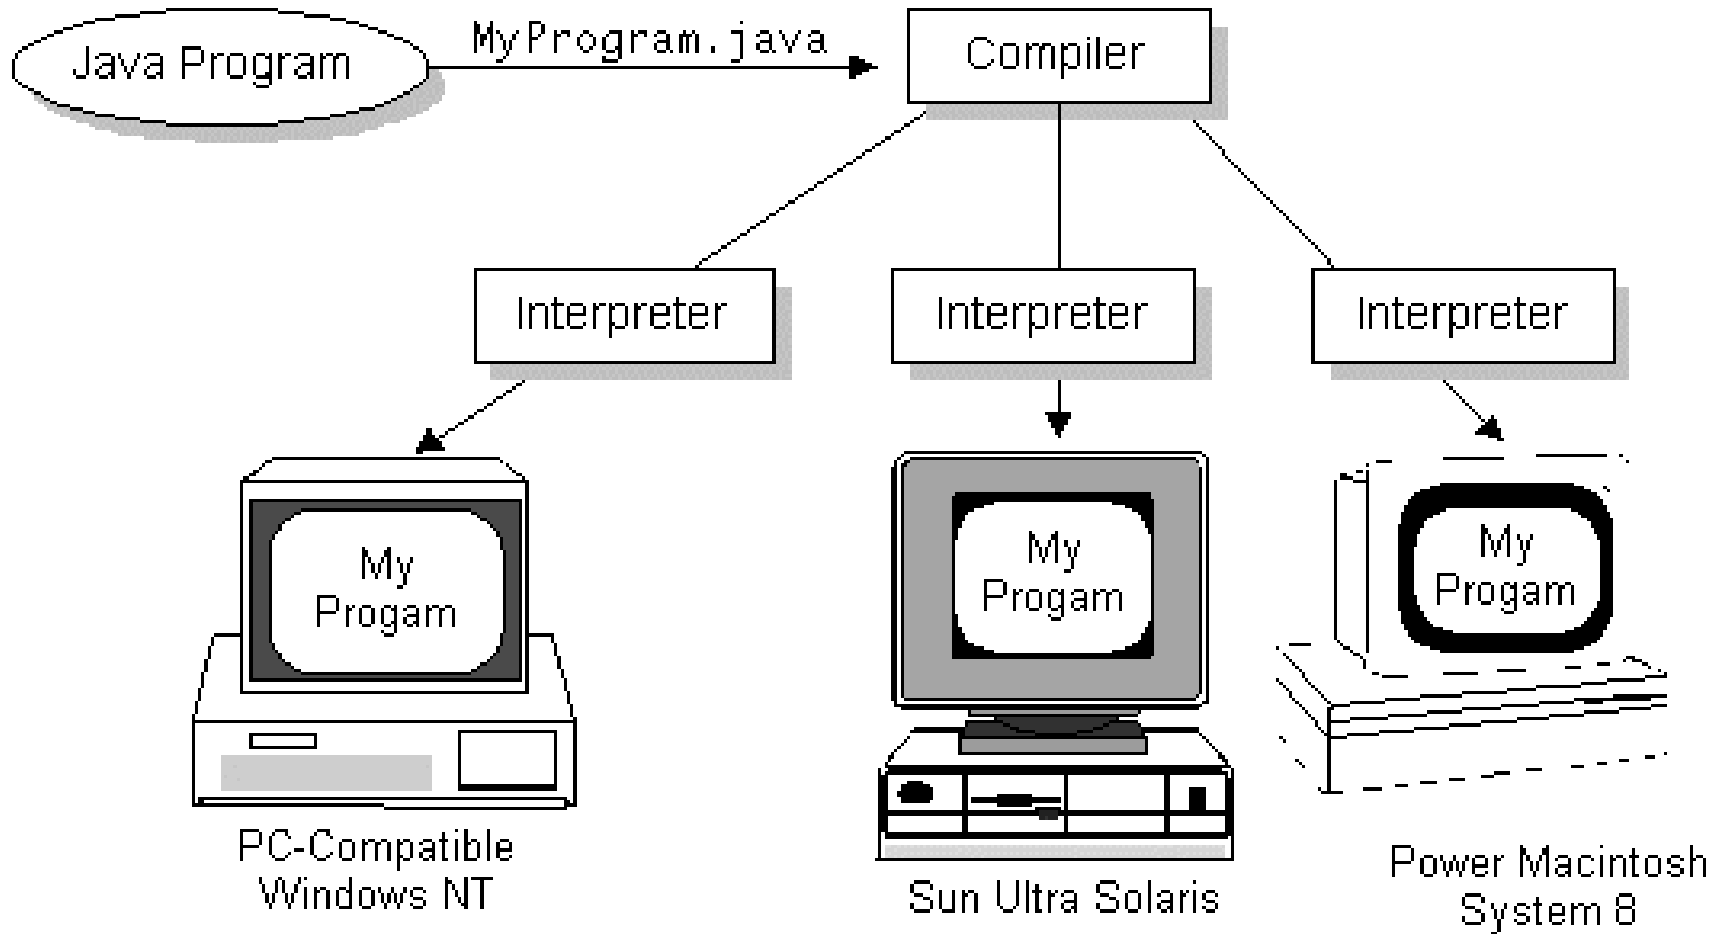 Java Program
MyProgram.java
Compiler
Interpreter
Interpreter
Interpreter
My
Progam
My
Progam
My
Progam
PC-Compatible
Windows NT
Sun Ultra Solaris
Power Macintosh
System 8